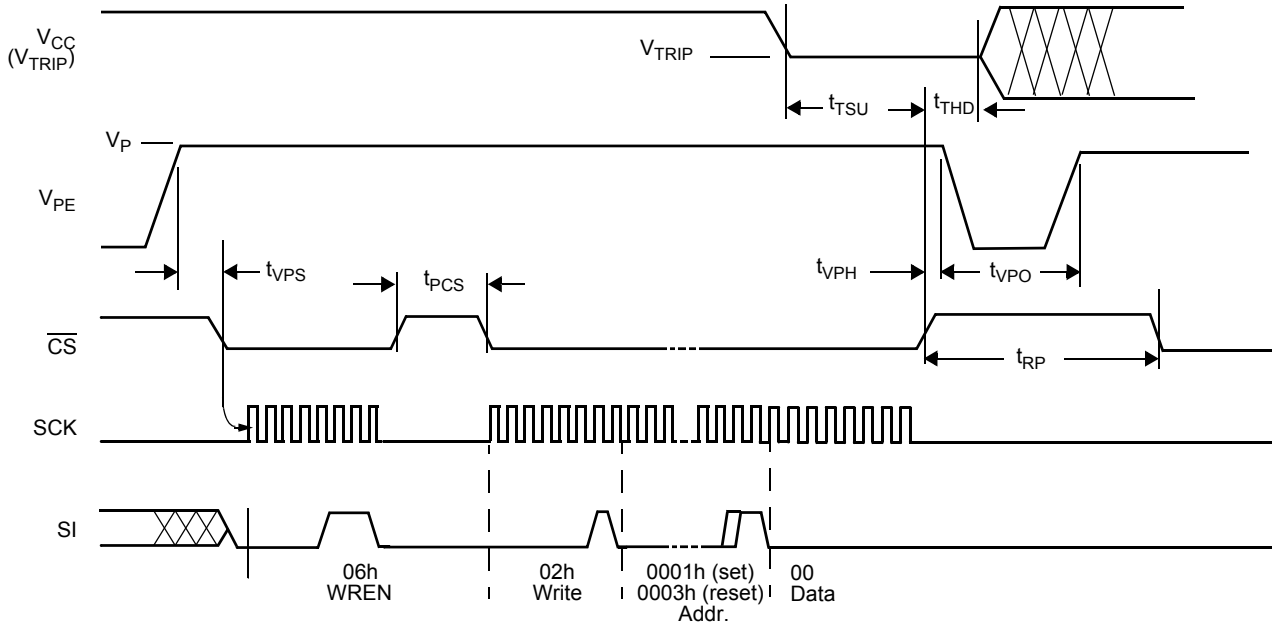 VCC
(VTRIP)
VTRIP
tTSU
tTHD
VP
VPE
tVPS
tPCS
tVPH
tVPO
CS
tRP
SCK
SI
06h
WREN
02h
Write
0001h (set)
0003h (reset)
Addr.
00
Data